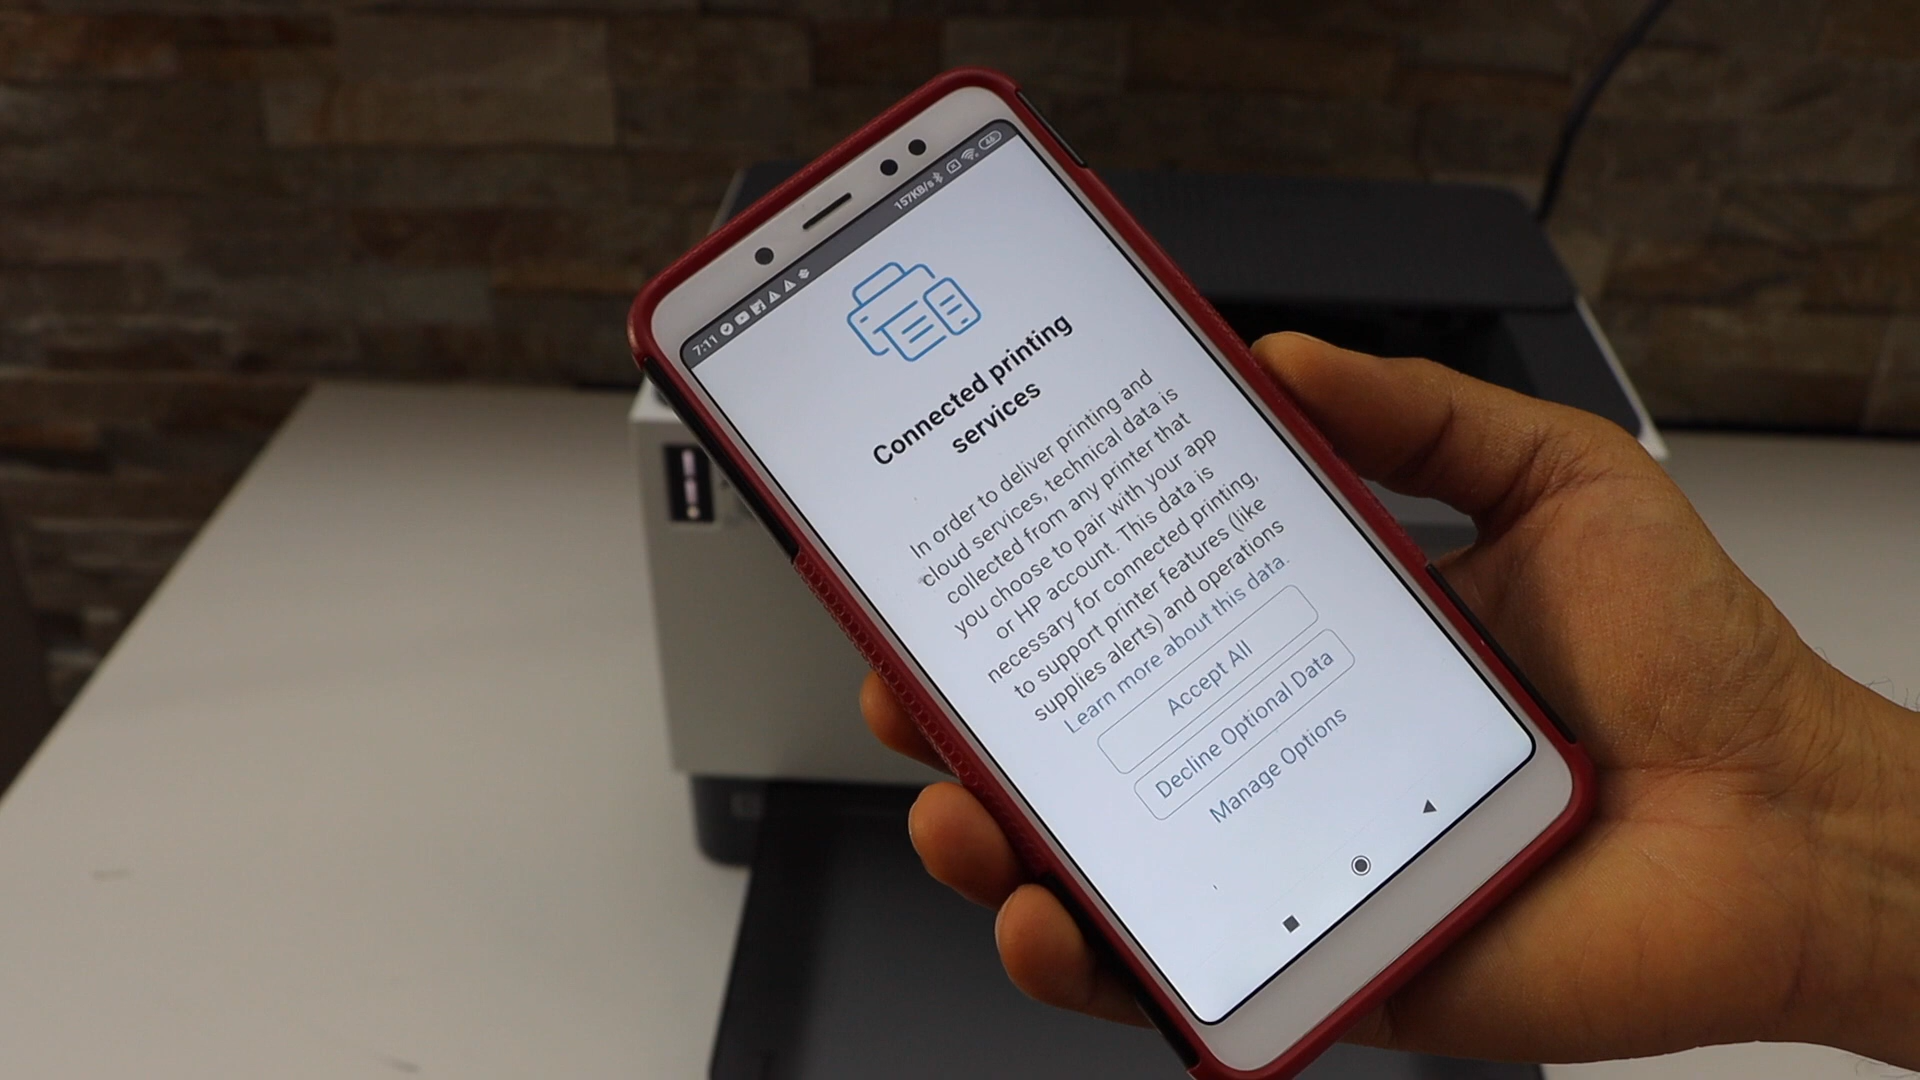 7:11
157KB/s
46
Connected printing
services
In order to deliver printing and
cloud services, technical data is
collected from any printer that
you choose to pair with your app
or HP account. This data is
necessary for connected printing,
to support printer features (like
supplies alerts) and operations
Learn more about this data.
Accept All
Decline Optional Data
Manage Options